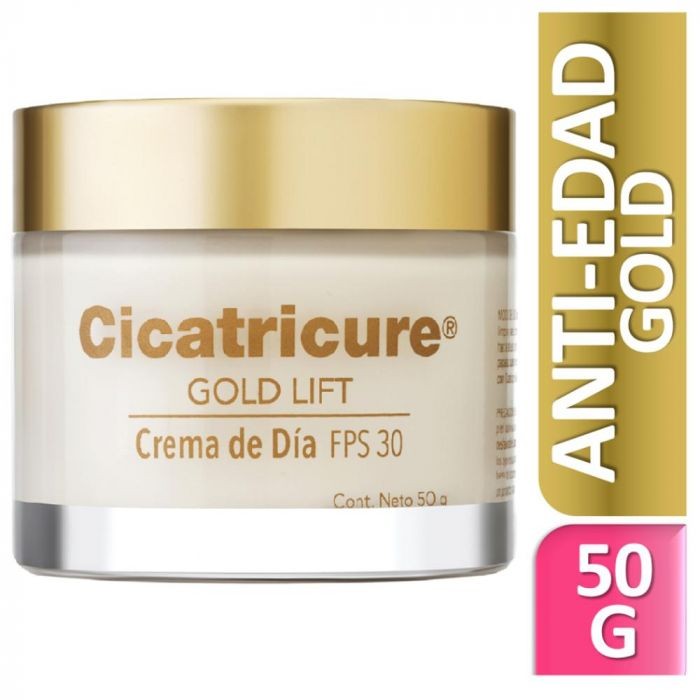 Cicatricure®
GOLD LIFT
Crema de Día FPS 30
Cont. Neto 50 g
ANTI-EDAD
GOLD
50
G